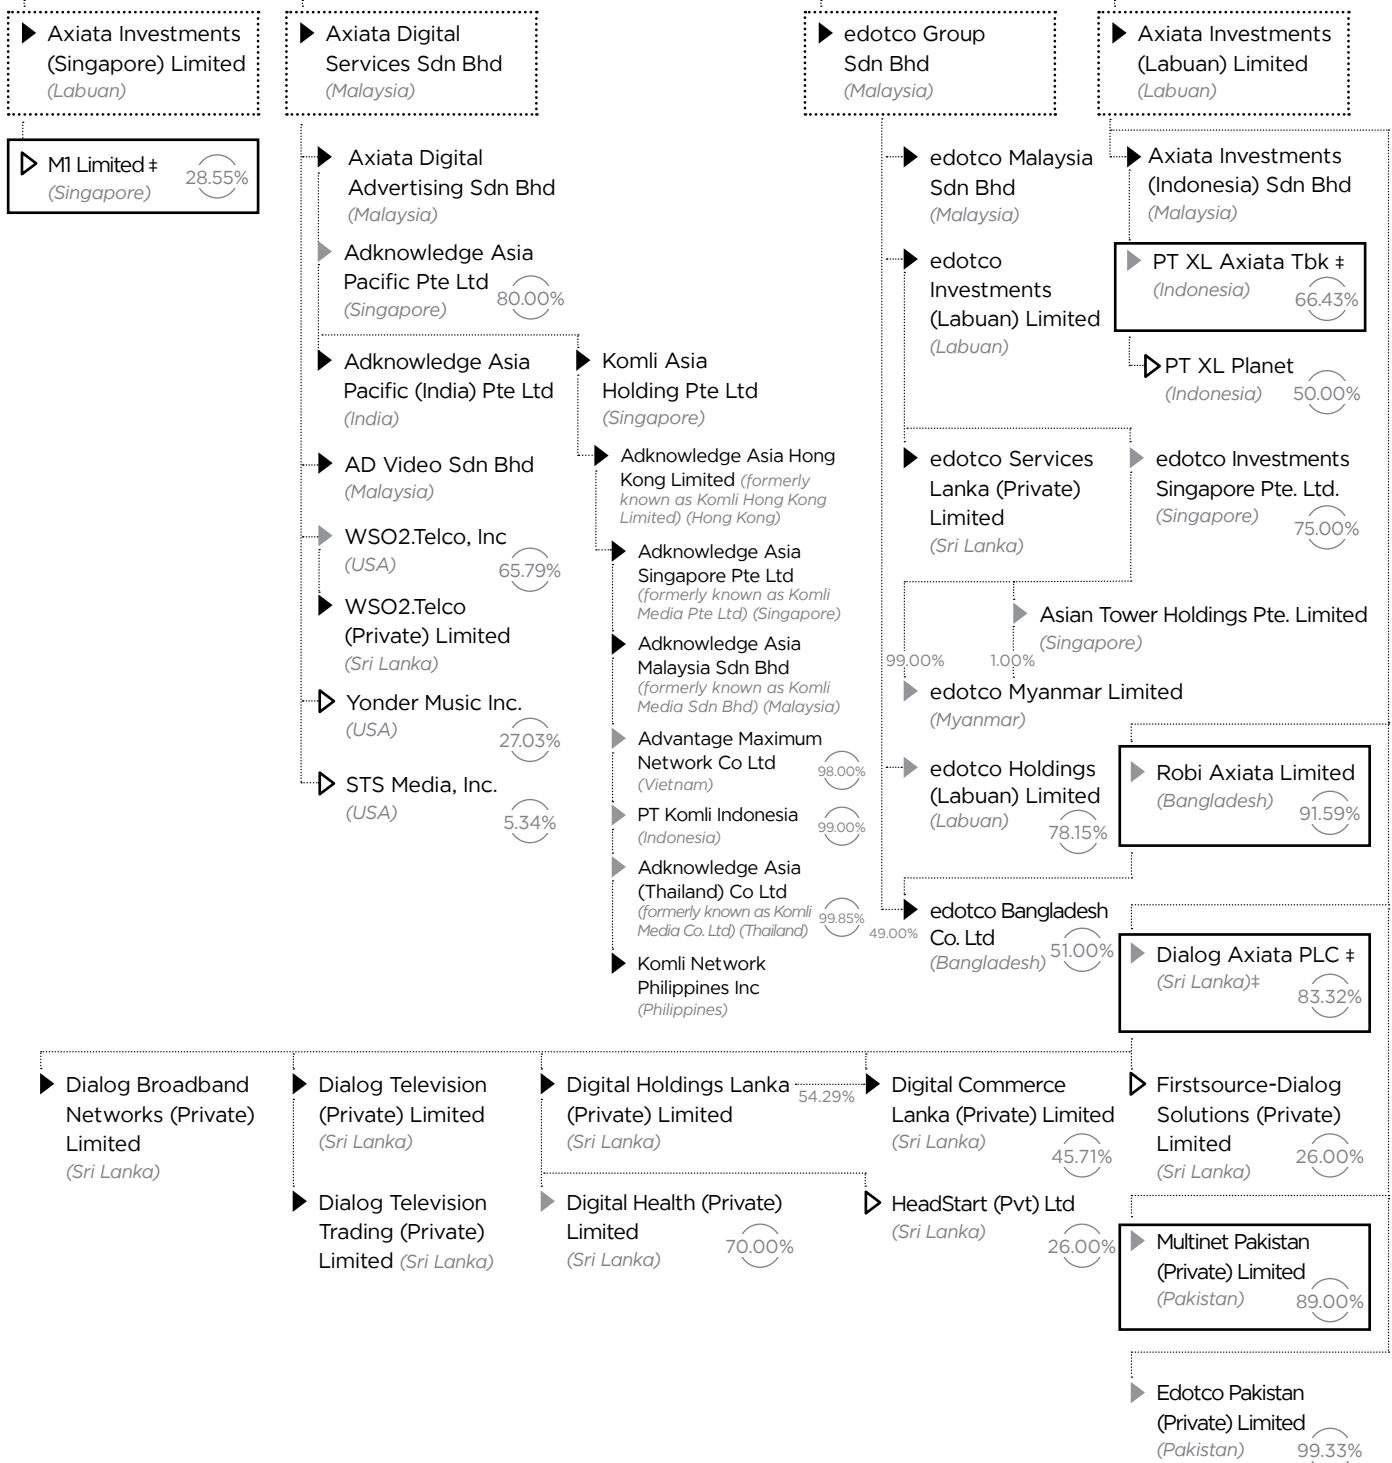 Axiata Investments
(Singapore) Limited
(Labuan)
M1 Limited ‡
(Singapore)
28.55%
Axiata Digital
Services Sdn Bhd
(Malaysia)
Axiata Digital
Advertising Sdn Bhd
(Malaysia)
Adknowledge Asia
Pacific Pte Ltd
(Singapore)
80.00%
Adknowledge Asia
Pacific (India) Pte Ltd
(India)
AD Video Sdn Bhd
(Malaysia)
WSO2.Telco, Inc
(USA)
65.79%
WSO2.Telco
(Private) Limited
(Sri Lanka)
Yonder Music Inc.
(USA)
27.03%
STS Media, Inc.
(USA)
5.34%
Komli Asia
Holding Pte Ltd
(Singapore)
Adknowledge Asia Hong
Kong Limited (formerly
known as Komli Hong Kong
Limited) (Hong Kong)
Adknowledge Asia
Singapore Pte Ltd
(formerly known as Komli
Media Pte Ltd) (Singapore)
Adknowledge Asia
Malaysia Sdn Bhd
(formerly known as Komli
Media Sdn Bhd) (Malaysia)
Advantage Maximum
Network Co Ltd
(Vietnam)
98.00%
PT Komli Indonesia
(Indonesia)
99.00%
Adknowledge Asia
(Thailand) Co Ltd
(formerly known as Komli
Media Co. Ltd) (Thailand)
99.85%
Komli Network
Philippines Inc
(Philippines)
edotco Group
Sdn Bhd
(Malaysia)
edotco Malaysia
Sdn Bhd
(Malaysia)
edotco
Investments
(Labuan) Limited
(Labuan)
edotco Services
Lanka (Private)
Limited
(Sri Lanka)
edotco Investments
Singapore Pte. Ltd.
(Singapore)
75.00%
Asian Tower Holdings Pte. Limited
(Singapore)
99.00%
1.00%
edotco Myanmar Limited
(Myanmar)
edotco Holdings
(Labuan) Limited
(Labuan)
78.15%
49.00%
edotco Bangladesh
Co. Ltd
(Bangladesh)
51.00%
Axiata Investments
(Labuan) Limited
(Labuan)
Axiata Investments
(Indonesia) Sdn Bhd
(Malaysia)
PT XL Axiata Tbk ‡
(Indonesia)
66.43%
PT XL Planet
(Indonesia)
50.00%
Robi Axiata Limited
(Bangladesh)
91.59%
Dialog Axiata PLC ‡
(Sri Lanka)‡
83.32%
Dialog Broadband
Networks (Private)
Limited
(Sri Lanka)
Dialog Television
(Private) Limited
(Sri Lanka)
Dialog Television
Trading (Private)
Limited (Sri Lanka)
Digital Holdings Lanka
(Private) Limited
(Sri Lanka)
54.29%
Digital Health (Private)
Limited
(Sri Lanka)
70.00%
Digital Commerce
Lanka (Private) Limited
(Sri Lanka)
45.71%
HeadStart (Pvt) Ltd
(Sri Lanka)
26.00%
Firstsource-Dialog
Solutions (Private)
Limited
(Sri Lanka)
26.00%
Multinet Pakistan
(Private) Limited
(Pakistan)
89.00%
Edotco Pakistan
(Private) Limited
(Pakistan)
99.33%